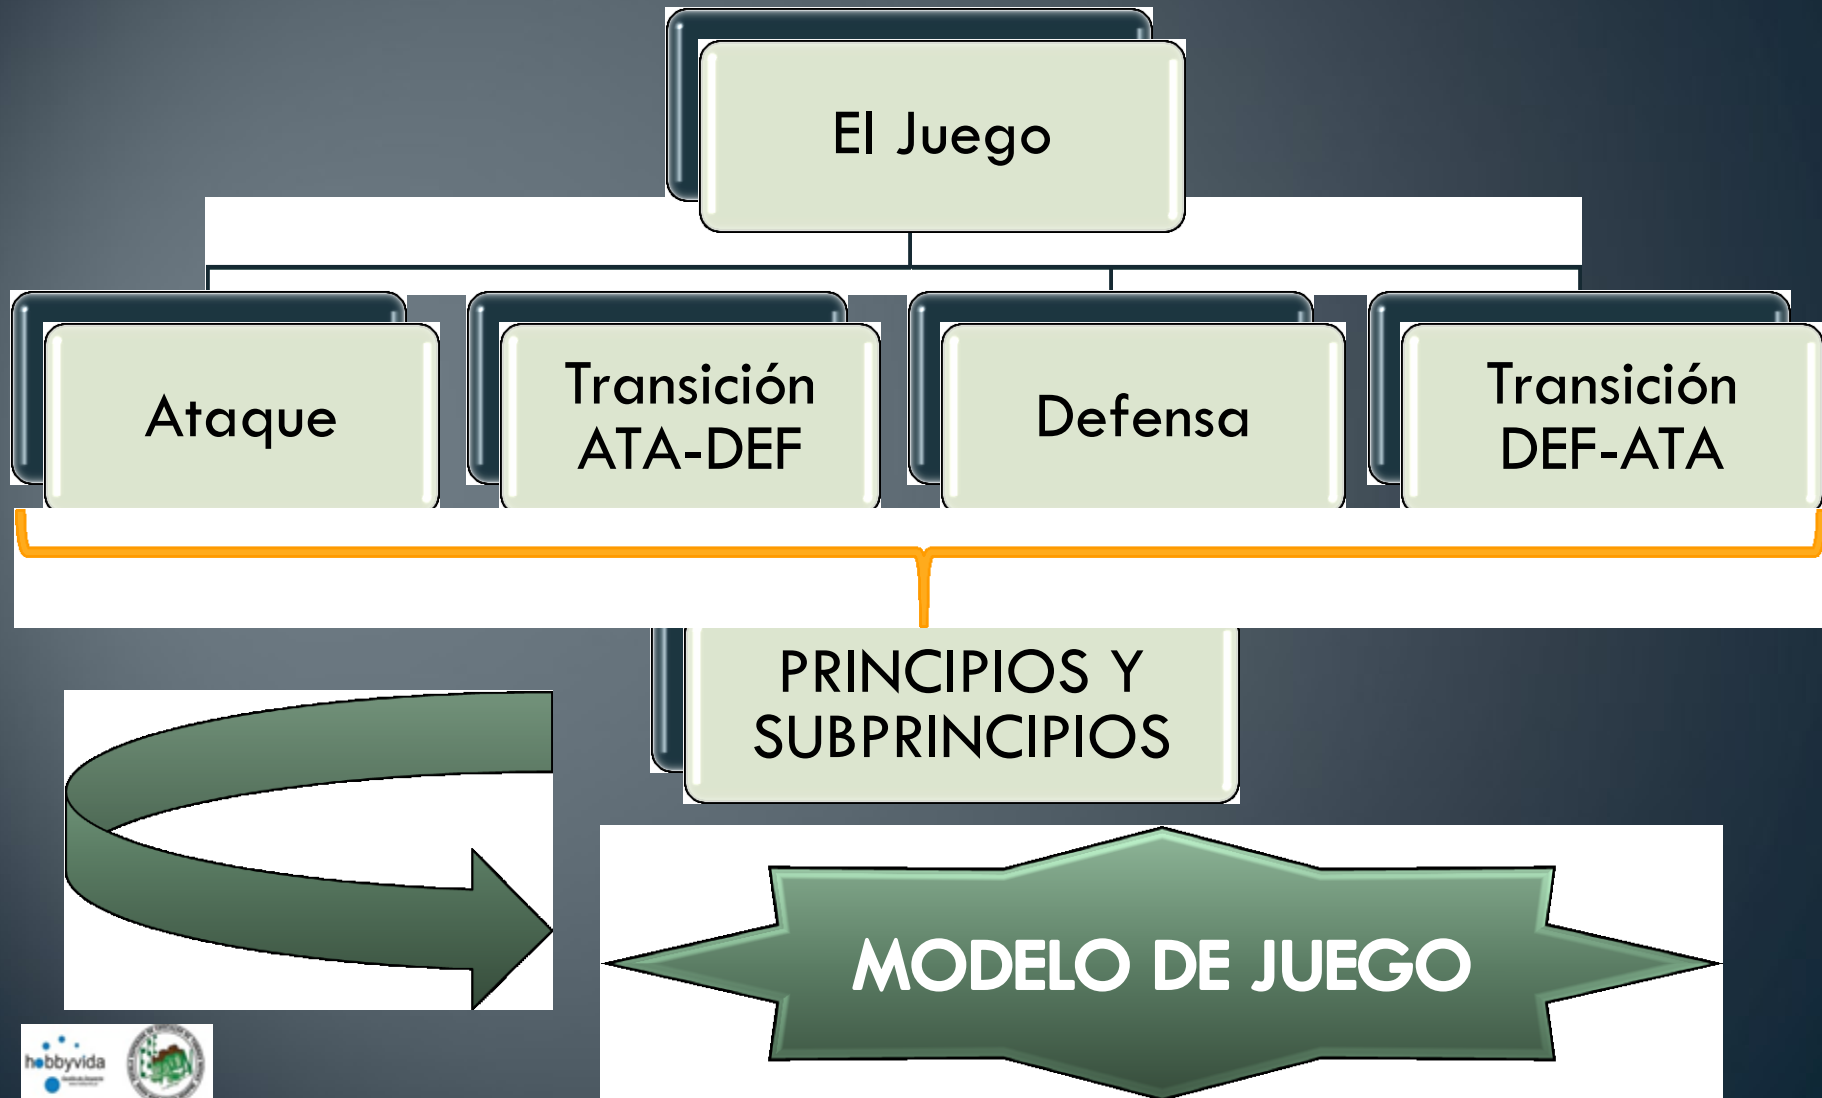 El Juego
Ataque
Transición
ATA-DEF
Defensa
Transición
DEF-ATA
PRINCIPIOS Y
SUBPRINCIPIOS
MODELO DE JUEGO
hobbyvida